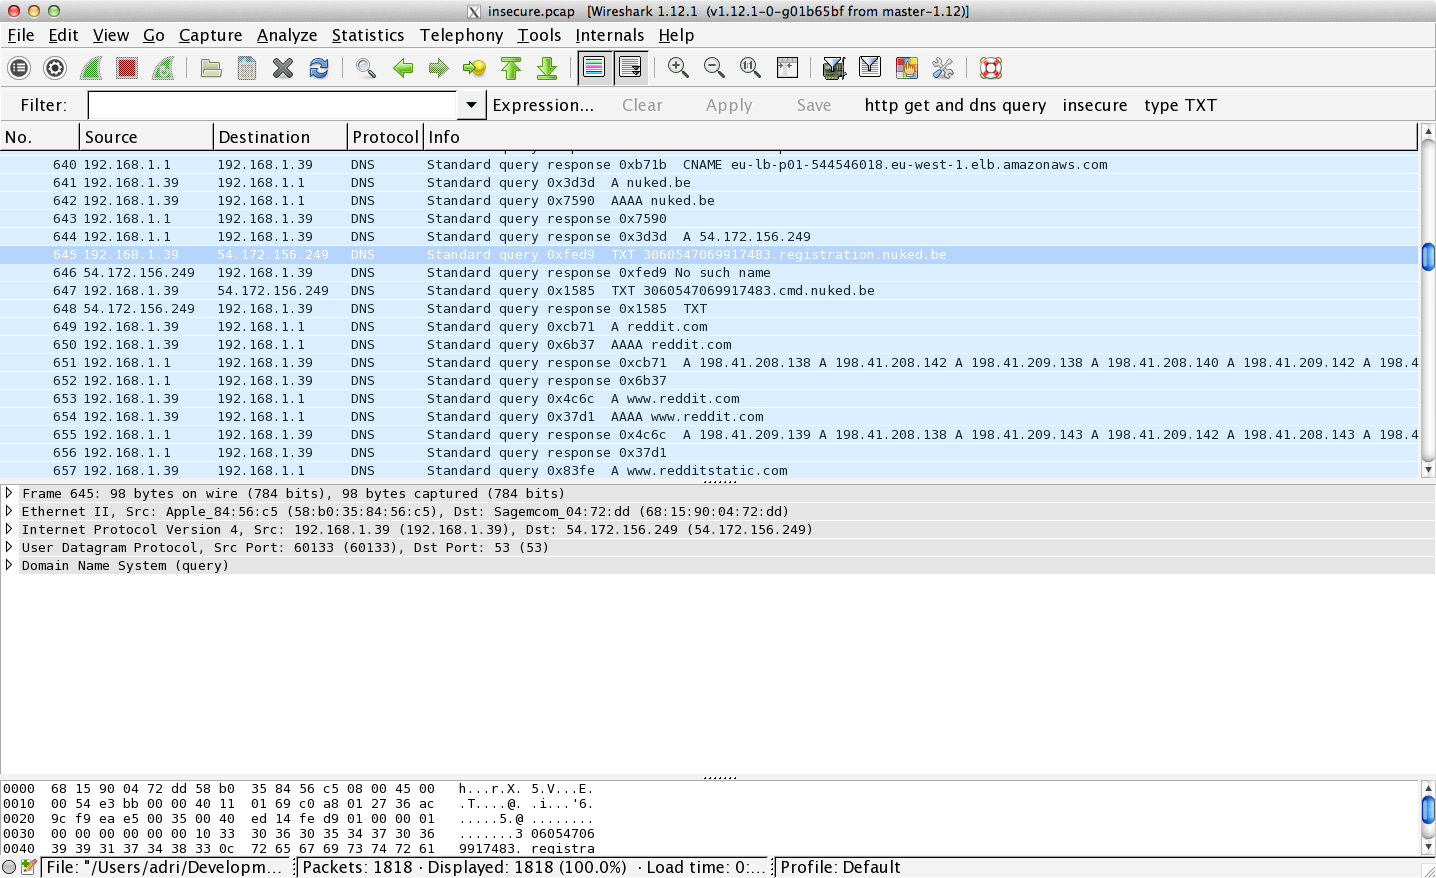 insecure.pcap [Wireshark 1.12.1 (v1.12.1-0-g01b65bf from master-1.12)]
File Edit View Go Capture Analyze Statistics Telephony Tools Internals Help
Filter: Expression... Clear Apply Save http get and dns query insecure type TXT
No. Source Destination Protocol Info
640 192.168.1.1 192.168.1.39 DNS Standard query response 0xb71b CNAME eu-lb-p01-544546018.eu-west-1.elb.amazonaws.com
641 192.168.1.39 192.168.1.1 DNS Standard query 0x3d3d A nuked.be
642 192.168.1.39 192.168.1.1 DNS Standard query 0x7590 AAAA nuked.be
643 192.168.1.1 192.168.1.39 DNS Standard query response 0x7590
644 192.168.1.1 192.168.1.39 DNS Standard query response 0x3d3d A 54.172.156.249
645 192.168.1.39 54.172.156.249 DNS Standard query 0xfed9 TXT 3060547069917483.registration.nuked.be
646 54.172.156.249 192.168.1.39 DNS Standard query response 0xfed9 No such name
647 192.168.1.39 54.172.156.249 DNS Standard query 0x1585 TXT 3060547069917483.cmd.nuked.be
648 54.172.156.249 192.168.1.39 DNS Standard query response 0x1585 TXT
649 192.168.1.39 192.168.1.1 DNS Standard query 0xcb71 A reddit.com
650 192.168.1.39 192.168.1.1 DNS Standard query 0x6b37 AAAA reddit.com
651 192.168.1.1 192.168.1.39 DNS Standard query response 0xcb71 A 198.41.208.138 A 198.41.208.142 A 198.41.209.138 A 198.41.208.140 A 198.41.209.142 A 198.4
652 192.168.1.1 192.168.1.39 DNS Standard query response 0x6b37
653 192.168.1.39 192.168.1.1 DNS Standard query 0x4c6c A www.reddit.com
654 192.168.1.39 192.168.1.1 DNS Standard query 0x37d1 AAAA www.reddit.com
655 192.168.1.1 192.168.1.39 DNS Standard query response 0x4c6c A 198.41.209.139 A 198.41.208.138 A 198.41.209.143 A 198.41.209.142 A 198.41.208.143 A 198.4
656 192.168.1.1 192.168.1.39 DNS Standard query response 0x37d1
657 192.168.1.39 192.168.1.1 DNS Standard query 0x83fe A www.redditstatic.com
Frame 645: 98 bytes on wire (784 bits), 98 bytes captured (784 bits)
Ethernet II, Src: Apple_84:56:c5 (58:b0:35:84:56:c5), Dst: Sagemcom_04:72:dd (68:15:90:04:72:dd)
Internet Protocol Version 4, Src: 192.168.1.39 (192.168.1.39), Dst: 54.172.156.249 (54.172.156.249)
User Datagram Protocol, Src Port: 60133 (60133), Dst Port: 53 (53)
Domain Name System (query)
0000 68 15 90 04 72 dd 58 b0 35 84 56 c5 08 00 45 00 h...r.X. 5.V...E.
0010 00 54 e3 bb 00 00 40 11 01 69 c0 a8 01 27 36 ac .T....@. .i...'6.
0020 9c f9 ea e5 00 35 00 40 ed 14 fe d9 01 00 00 01 .....5.@ ........
0030 00 00 00 00 00 00 10 33 30 36 30 35 34 37 30 36 .......3 06054706
0040 39 39 31 37 34 38 33 0c 72 65 67 69 73 74 72 61 9917483. registra
File: "/Users/adri/Developm... Packets: 1818 · Displayed: 1818 (100.0%) · Load time: 0:... Profile: Default